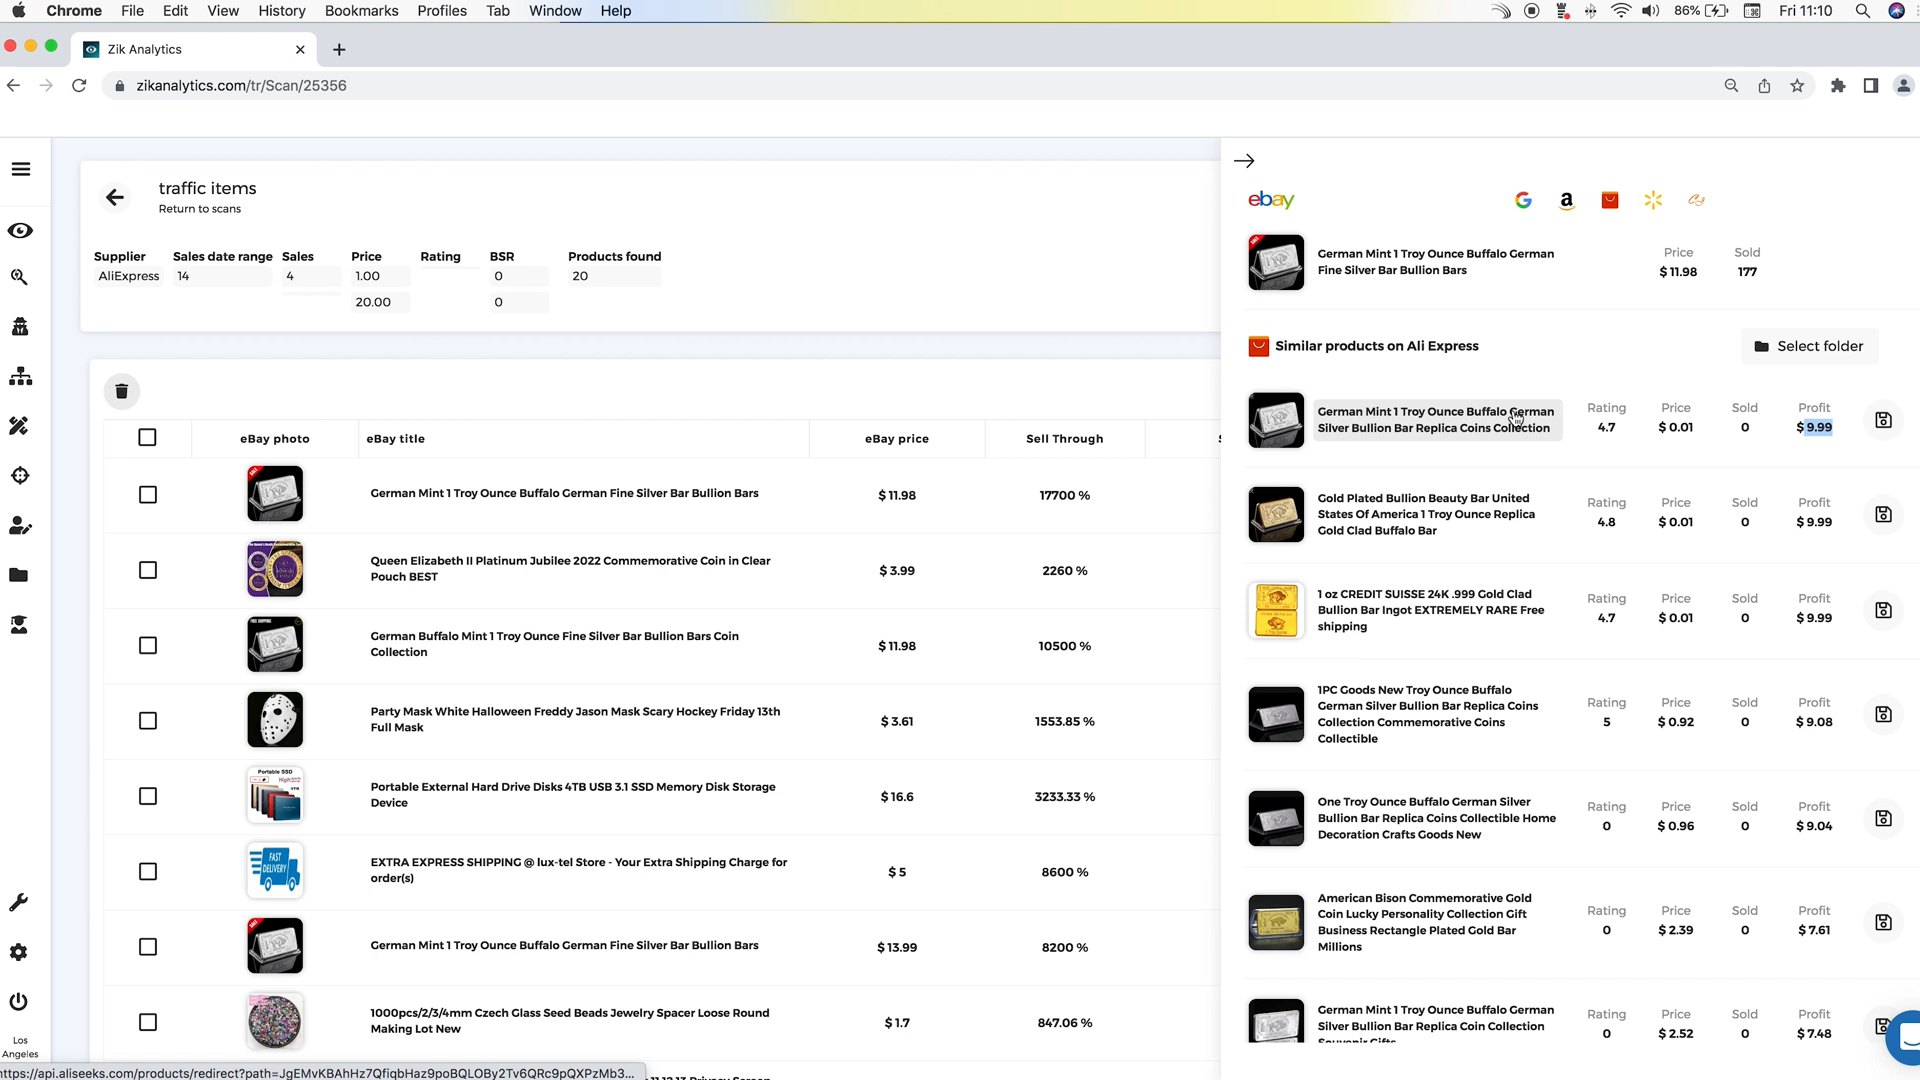 Chrome File Edit View History Bookmarks Profiles Tab Window Help 86% Fri 11:10
Zik Analytics
zikanalytics.com/tr/Scan/25356
traffic items
Return to scans
Supplier Sales date range Sales Price Rating BSR Products found
AliExpress 14 4 1.00 0 20
20.00 0
eBay photo eBay title eBay price Sell Through
German Mint 1 Troy Ounce Buffalo German Fine Silver Bar Bullion Bars $ 11.98 17700 %
Queen Elizabeth II Platinum Jubilee 2022 Commemorative Coin in Clear
Pouch BEST
$ 3.99 2260 %
German Buffalo Mint 1 Troy Ounce Fine Silver Bar Bullion Bars Coin
Collection
$ 11.98 10500 %
Party Mask White Halloween Freddy Jason Mask Scary Hockey Friday 13th
Full Mask
$ 3.61 1553.85 %
Portable SSD
Portable External Hard Drive Disks 4TB USB 3.1 SSD Memory Disk Storage
Device
$ 16.6 3233.33 %
FAST
DELIVERY
EXTRA EXPRESS SHIPPING @ lux-tel Store - Your Extra Shipping Charge for
order(s)
$ 5 8600 %
German Mint 1 Troy Ounce Buffalo German Fine Silver Bar Bullion Bars $ 13.99 8200 %
1000pcs/2/3/4mm Czech Glass Seed Beads Jewelry Spacer Loose Round
Making Lot New
$ 1.7 847.06 %
Los
Angeles
https://api.aliseeks.com/products/redirect?path=JgEMvKBAhHz7QfiqbHaz9poBQLOBy2Tv6QRc9pQXPzMb3...
ebay
German Mint 1 Troy Ounce Buffalo German
Fine Silver Bar Bullion Bars
Price Sold
$ 11.98 177
Similar products on Ali Express Select folder
German Mint 1 Troy Ounce Buffalo German
Silver Bullion Bar Replica Coins Collection
Rating Price Sold Profit
4.7 $ 0.01 0 $ 9.99
Gold Plated Bullion Beauty Bar United
States Of America 1 Troy Ounce Replica
Gold Clad Buffalo Bar
Rating Price Sold Profit
4.8 $ 0.01 0 $ 9.99
1 oz CREDIT SUISSE 24K .999 Gold Clad
Bullion Bar Ingot EXTREMELY RARE Free
shipping
Rating Price Sold Profit
4.7 $ 0.01 0 $ 9.99
1PC Goods New Troy Ounce Buffalo
German Silver Bullion Bar Replica Coins
Collection Commemorative Coins
Collectible
Rating Price Sold Profit
5 $ 0.92 0 $ 9.08
One Troy Ounce Buffalo German Silver
Bullion Bar Replica Coins Collectible Home
Decoration Crafts Goods New
Rating Price Sold Profit
0 $ 0.96 0 $ 9.04
American Bison Commemorative Gold
Coin Lucky Personality Collection Gift
Business Rectangle Plated Gold Bar
Millions
Rating Price Sold Profit
0 $ 2.39 0 $ 7.61
German Mint 1 Troy Ounce Buffalo German
Silver Bullion Bar Replica Coin Collection
Souvenir Gifts
Rating Price Sold Profit
0 $ 2.52 0 $ 7.48